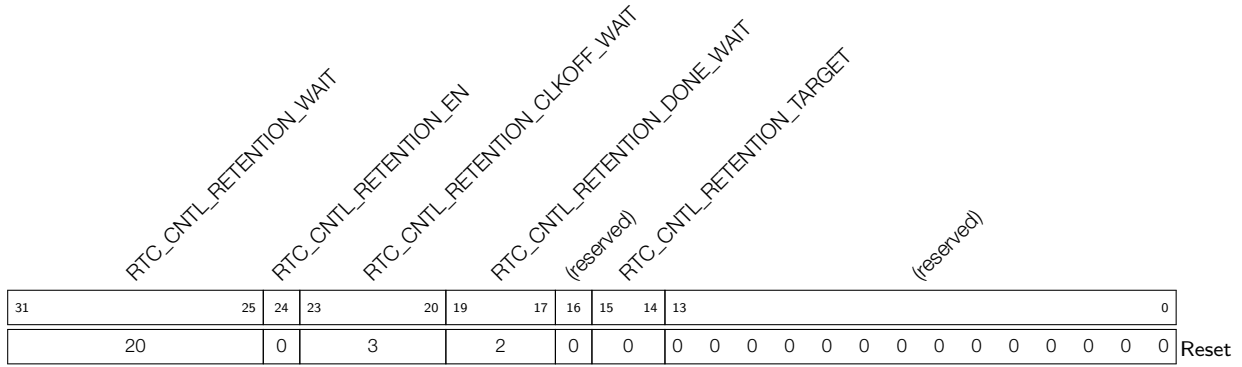 RTC_CNTL_RETENTION_WAIT
RTC_CNTL_RETENTION_EN
RTC_CNTL_RETENTION_CLKOFF_WAIT
RTC_CNTL_RETENTION_DONE_WAIT
(reserved)
RTC_CNTL_RETENTION_TARGET
(reserved)
31 25 24 23 20 19 17 16 15 14 13 0
20 0 3 2 0 0 0 0 0 0 0 0 0 0 0 0 0 0 0 0 Reset